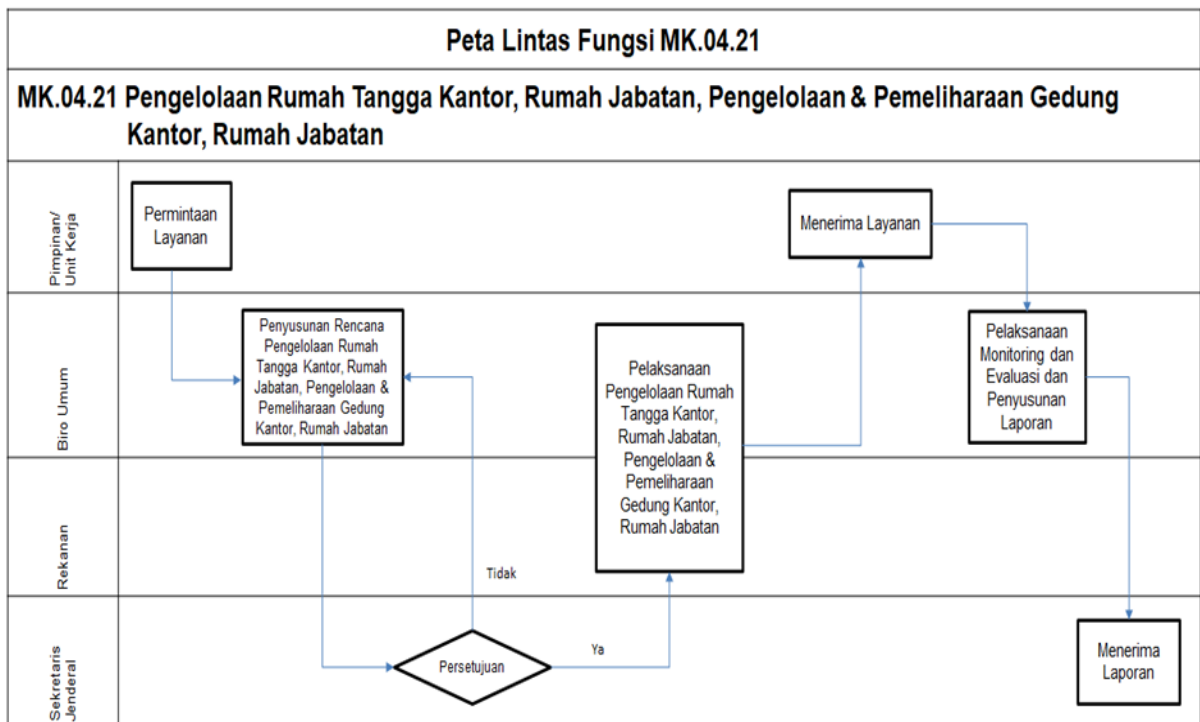 Peta Lintas Fungsi MK.04.21
MK.04.21 Pengelolaan Rumah Tangga Kantor, Rumah Jabatan, Pengelolaan & Pemeliharaan Gedung
Kantor, Rumah Jabatan
Pimpinan/
Unit Kerja
Permintaan
Layanan
Menerima Layanan
Biro Umum
Penyusunan Rencana
Pengelolaan Rumah
Tangga Kantor, Rumah
Jabatan, Pengelolaan &
Pemeliharaan Gedung
Kantor, Rumah Jabatan
Pelaksanaan
Pengelolaan Rumah
Tangga Kantor,
Rumah Jabatan,
Pengelolaan &
Pemeliharaan
Gedung Kantor,
Rumah Jabatan
Pelaksanaan
Monitoring dan
Evaluasi dan
Penyusunan
Laporan
Rekanan
Tidak
Sekretaris
Jenderal
Persetujuan
Ya
Menerima
Laporan